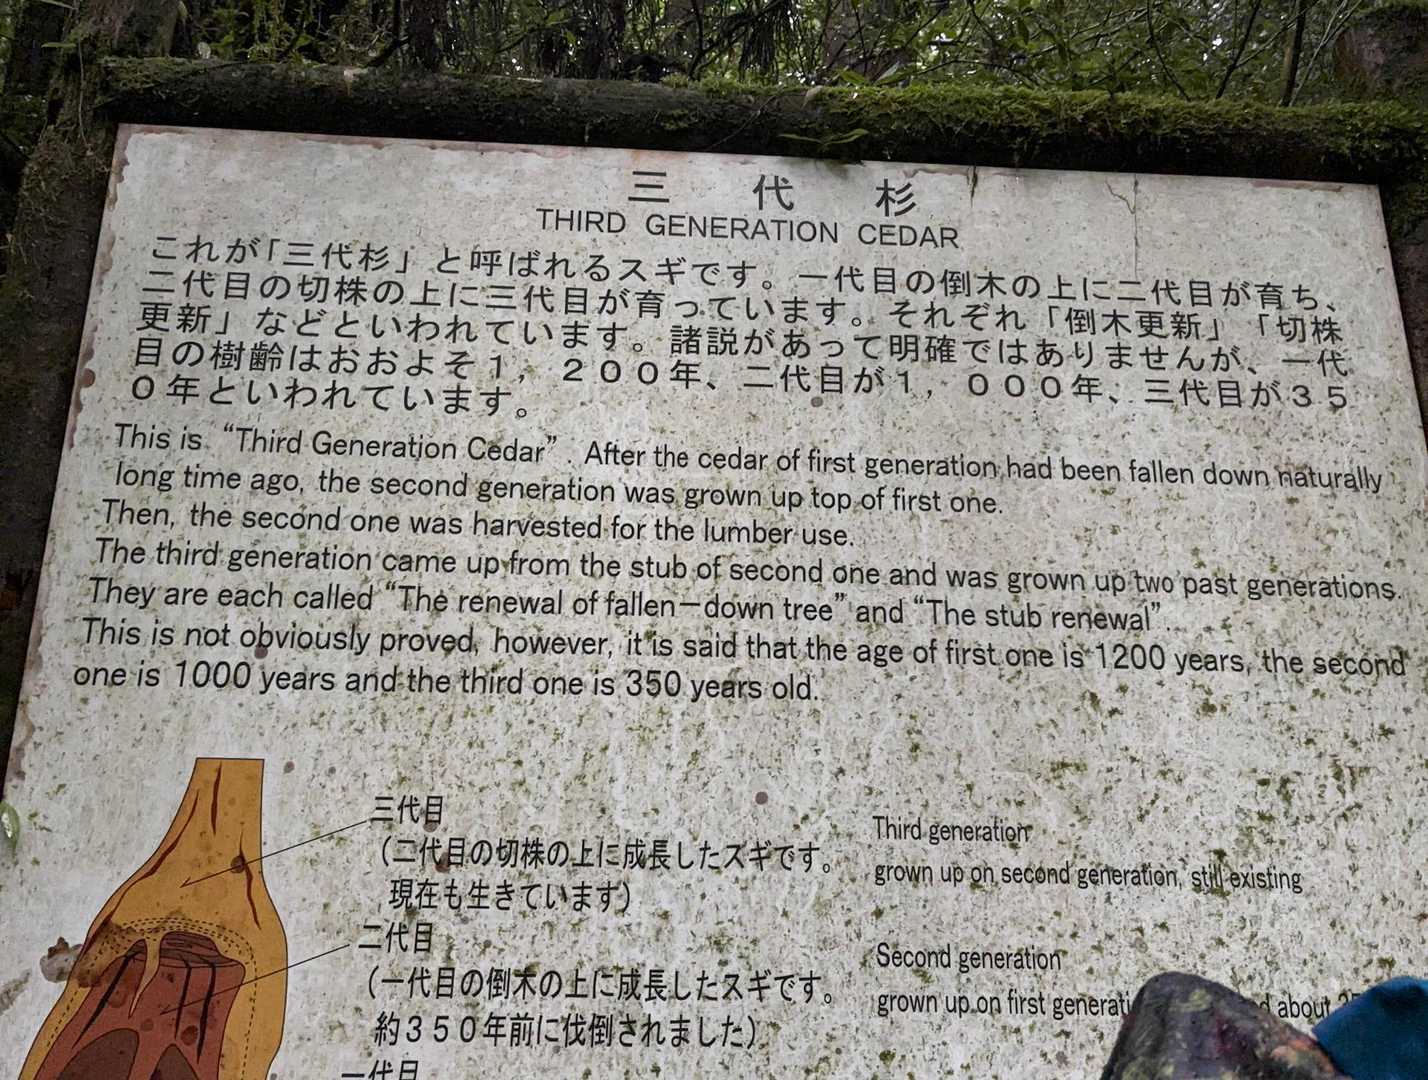 三代杉
THIRD GENERATION CEDAR
これが「三代杉」と呼ばれるスギです。一代目の倒木の上に二代目が育ち、
二代目の切株の上に三代目が育っています。それぞれ「倒木更新」「切株
更新」などといわれています。諸説があって明確ではありませんが、一代
目の樹齢はおおよそ1,200年、二代目が1,000年、三代目が35
0年といわれています。
This is “Third Generation Cedar”. After the cedar of first generation had been fallen down naturally
long time ago, the second generation was grown up top of first one.
Then, the second one was harvested for the lumber use.
The third generation came up from the stub of second one and was grown up two past generations.
They are each called “The renewal of fallen-down tree” and “The stub renewal”.
This is not obviously proved, however, it is said that the age of first one is 1200 years, the second
one is 1000 years and the third one is 350 years old.
三代目
(二代目の切株の上に成長したスギです。
現在も生きています)
Third generation
grown up on second generation, still existing
二代目
(一代目の倒木の上に成長したスギです。
約350年前に伐倒されました)
Second generation
grown up on first about
一代目